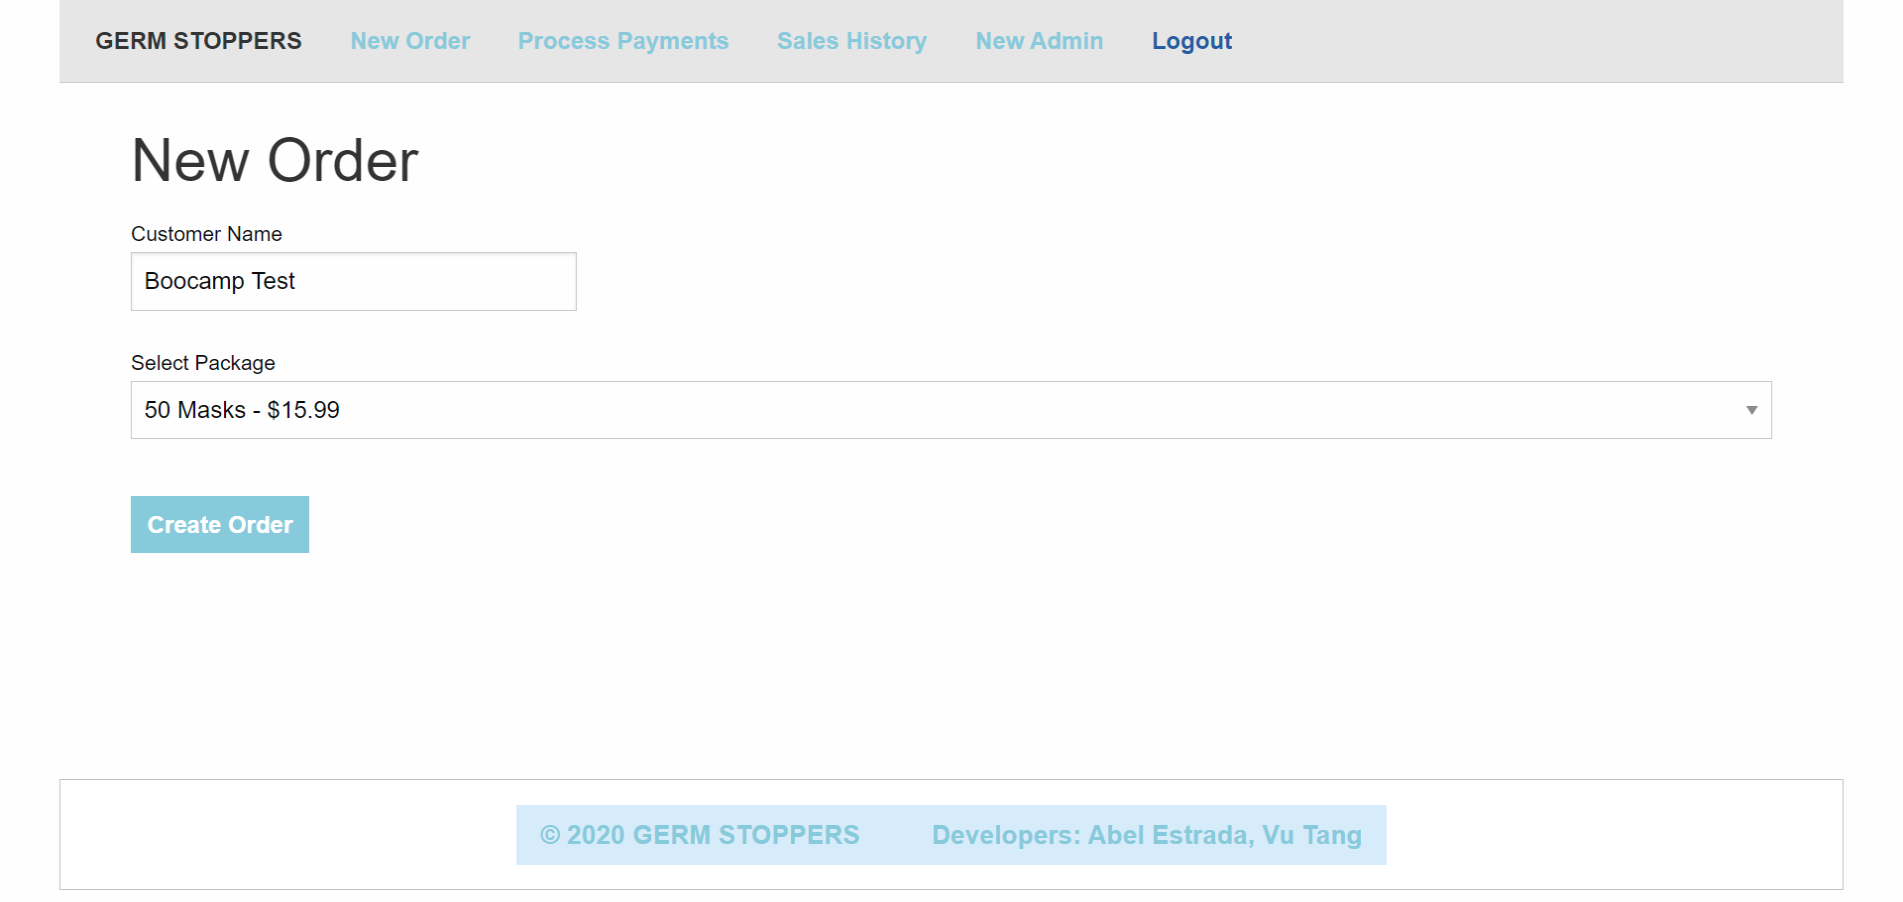 GERM STOPPERS New Order Process Payments Sales History New Admin Logout
New Order
Customer Name
Boocamp Test
Select Package
50 Masks - $15.99
Create Order
© 2020 GERM STOPPERS Developers: Abel Estrada, Vu Tang